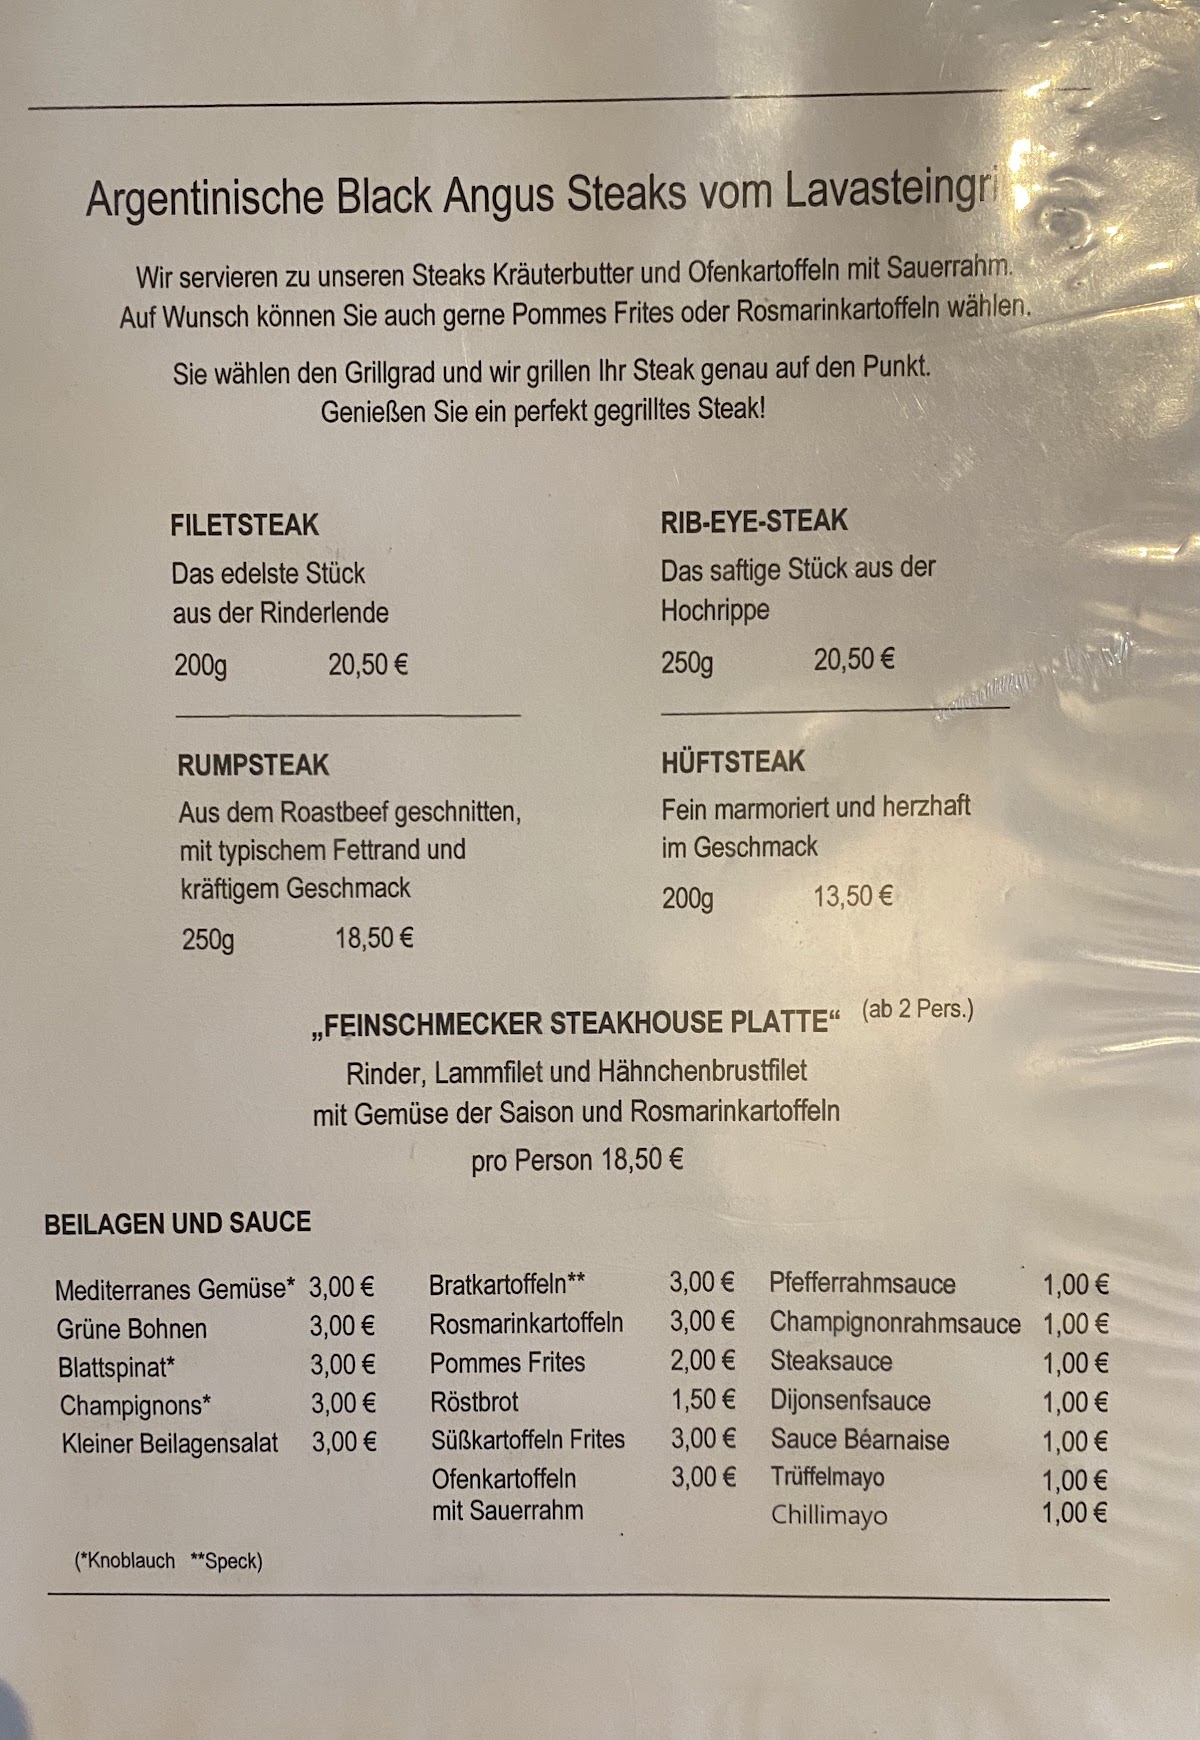 Argentinische Black Angus Steaks vom Lavasteingri
Wir servieren zu unseren Steaks Kräuterbutter und Ofenkartoffeln mit Sauerrahm.
Auf Wunsch können Sie auch gerne Pommes Frites oder Rosmarinkartoffeln wählen.
Sie wählen den Grillgrad und wir grillen Ihr Steak genau auf den Punkt.
Genießen Sie ein perfekt gegrilltes Steak!
FILETSTEAK
Das edelste Stück
aus der Rinderlende
200g 20,50 €
RIB-EYE-STEAK
Das saftige Stück aus der
Hochrippe
250g 20,50 €
RUMPSTEAK
Aus dem Roastbeef geschnitten,
mit typischem Fettrand und
kräftigem Geschmack
250g 18,50 €
HÜFTSTEAK
Fein marmoriert und herzhaft
im Geschmack
200g 13,50 €
„FEINSCHMECKER STEAKHOUSE PLATTE“ (ab 2 Pers.)
Rinder, Lammfilet und Hähnchenbrustfilet
mit Gemüse der Saison und Rosmarinkartoffeln
pro Person 18,50 €
BEILAGEN UND SAUCE
Mediterranes Gemüse* 3,00 €
Grüne Bohnen 3,00 €
Blattspinat* 3,00 €
Champignons* 3,00 €
Kleiner Beilagensalat 3,00 €
Bratkartoffeln** 3,00 €
Rosmarinkartoffeln 3,00 €
Pommes Frites 2,00 €
Röstbrot 1,50 €
Süßkartoffeln Frites 3,00 €
Ofenkartoffeln 3,00 €
mit Sauerrahm
Pfefferrahmsauce 1,00 €
Champignonrahmsauce 1,00 €
Steaksauce 1,00 €
Dijonsenfsauce 1,00 €
Sauce Béarnaise 1,00 €
Trüffelmayo 1,00 €
Chillimayo 1,00 €
(*Knoblauch **Speck)